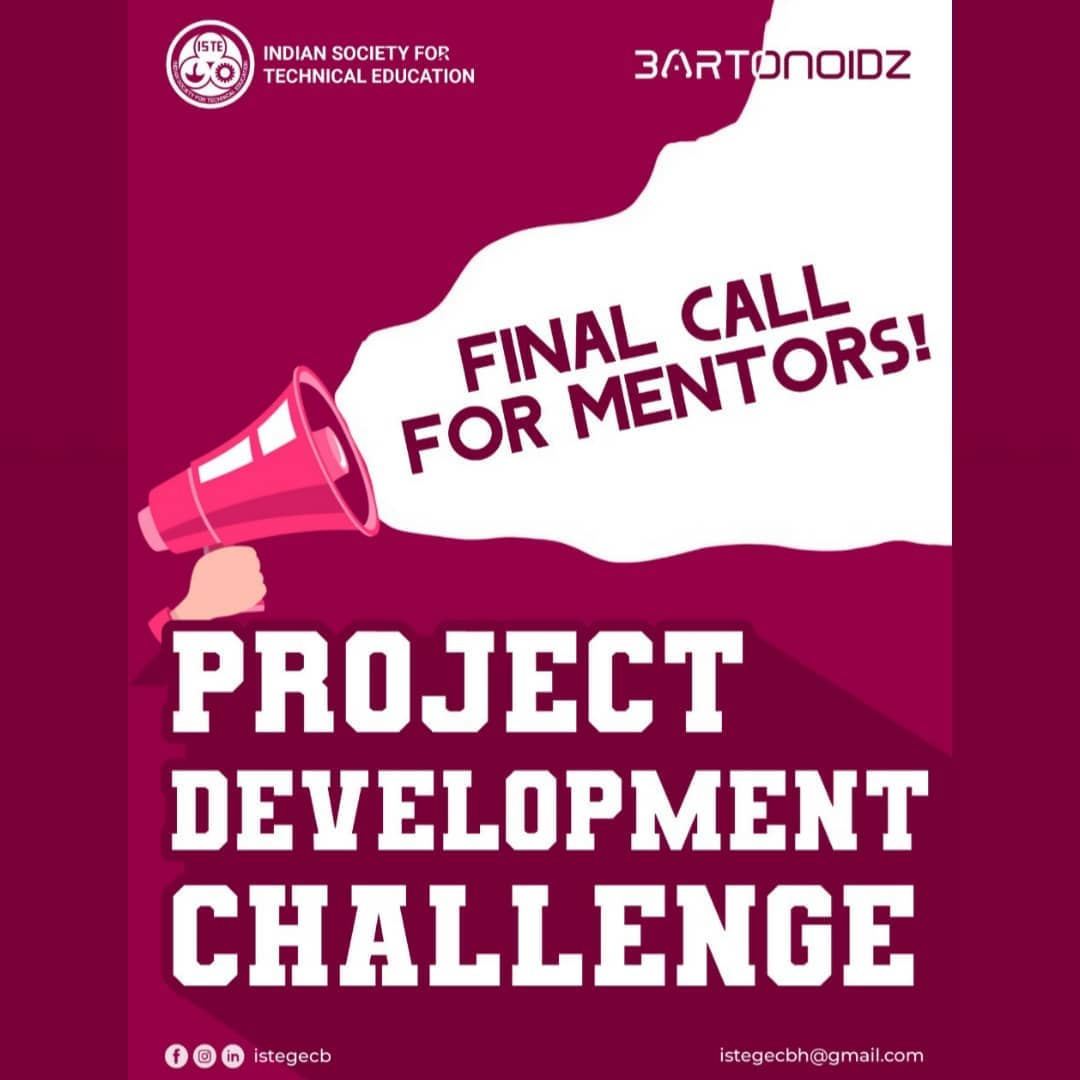 ISTE
INDIAN SOCIETY FOR
TECHNICAL EDUCATION
BARTONOIDZ
FINAL CALL
FOR MENTORS!
PROJECT
DEVELOPMENT
CHALLENGE
istegecb
istegecbh@gmail.com